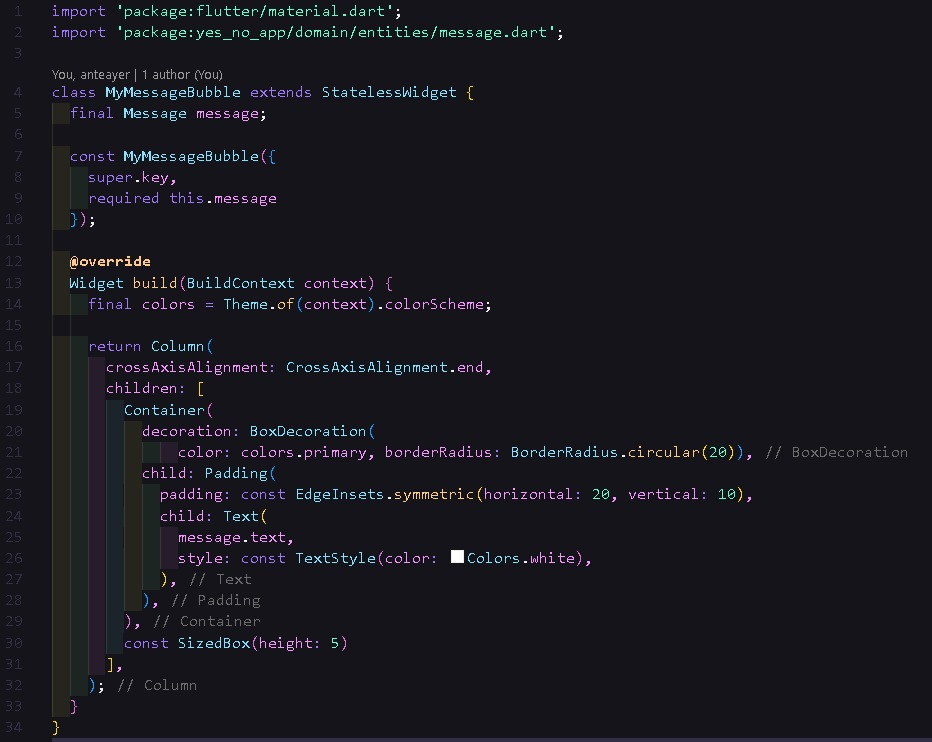 1 import 'package:flutter/material.dart';
2 import 'package:yes_no_app/domain/entities/message.dart';
3
You, anteayer | 1 author (You)
4 class MyMessageBubble extends StatelessWidget {
5   final Message message;
6
7   const MyMessageBubble({
8     super.key,
9     required this.message
10   });
11
12   @override
13   Widget build(BuildContext context) {
14     final colors = Theme.of(context).colorScheme;
15
16     return Column(
17       crossAxisAlignment: CrossAxisAlignment.end,
18       children: [
19         Container(
20           decoration: BoxDecoration(
21               color: colors.primary, borderRadius: BorderRadius.circular(20)), // BoxDecoration
22           child: Padding(
23             padding: const EdgeInsets.symmetric(horizontal: 20, vertical: 10),
24             child: Text(
25               message.text,
26               style: const TextStyle(color: Colors.white),
27             ), // Text
28           ), // Padding
29         ), // Container
30         const SizedBox(height: 5)
31       ],
32     ); // Column
33   }
34 }